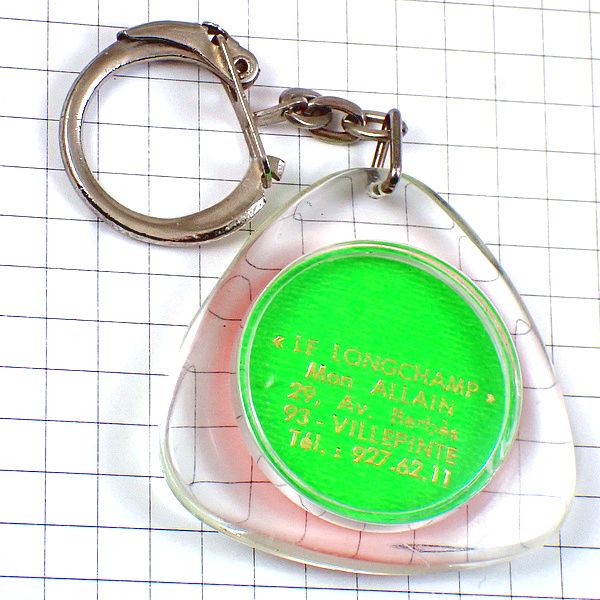 « LE LONGCHAMP »
Mon ALLAIN
29, Av. Barbès
93 - VILLEPINTE
Tél. : 927.62.11